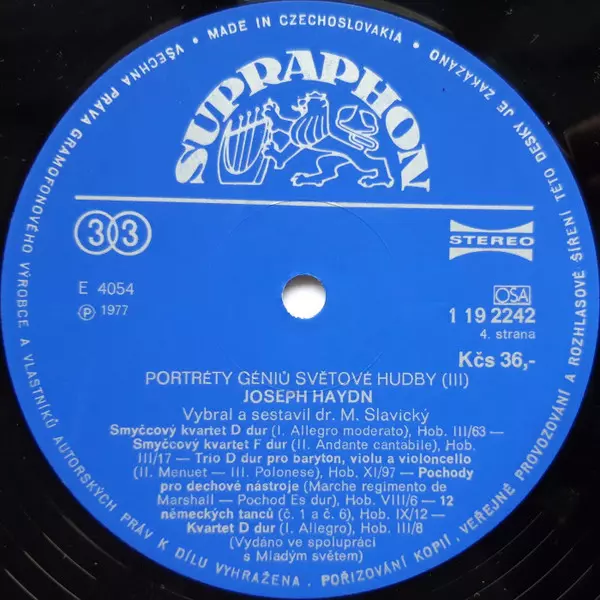 VŠECHNA PRÁVA GRAMOFONOVÉHO VÝROBCE A VLASTNÍKŮ AUTORSKÝCH PRÁV K DÍLU VYHRAŽENA. POŘIZOVÁNÍ KOPIÍ, VEŘEJNÉ PROVOZOVÁNÍ A ROZHLASOVÉ ŠÍŘENÍ TÉTO DESKY JE ZAKÁZÁNO • MADE IN CZECHOSLOVAKIA •
SUPRAPHON
33
STEREO
E 4054
OSA
Ⓟ 1977
1 19 2242
4. strana
Kčs 36,-
PORTRÉTY GÉNIŮ SVĚTOVÉ HUDBY (III)
JOSEPH HAYDN
Vybral a sestavil dr. M. Slavický
Smyčcový kvartet D dur (I. Allegro moderato), Hob. III/63 —
Smyčcový kvartet F dur (II. Andante cantabile), Hob.
III/17 — Trio D dur pro baryton, violu a violoncello
(II. Menuet — III. Polonese), Hob. XI/97 — Pochody
pro dechové nástroje (Marche regimento de
Marshall — Pochod Es dur), Hob. VIII/6 — 12
německých tanců (č. 1 a č. 6), Hob. IX/12 —
Kvartet D dur (I. Allegro), Hob. III/8
(Vydáno ve spolupráci
s Mladým světem)